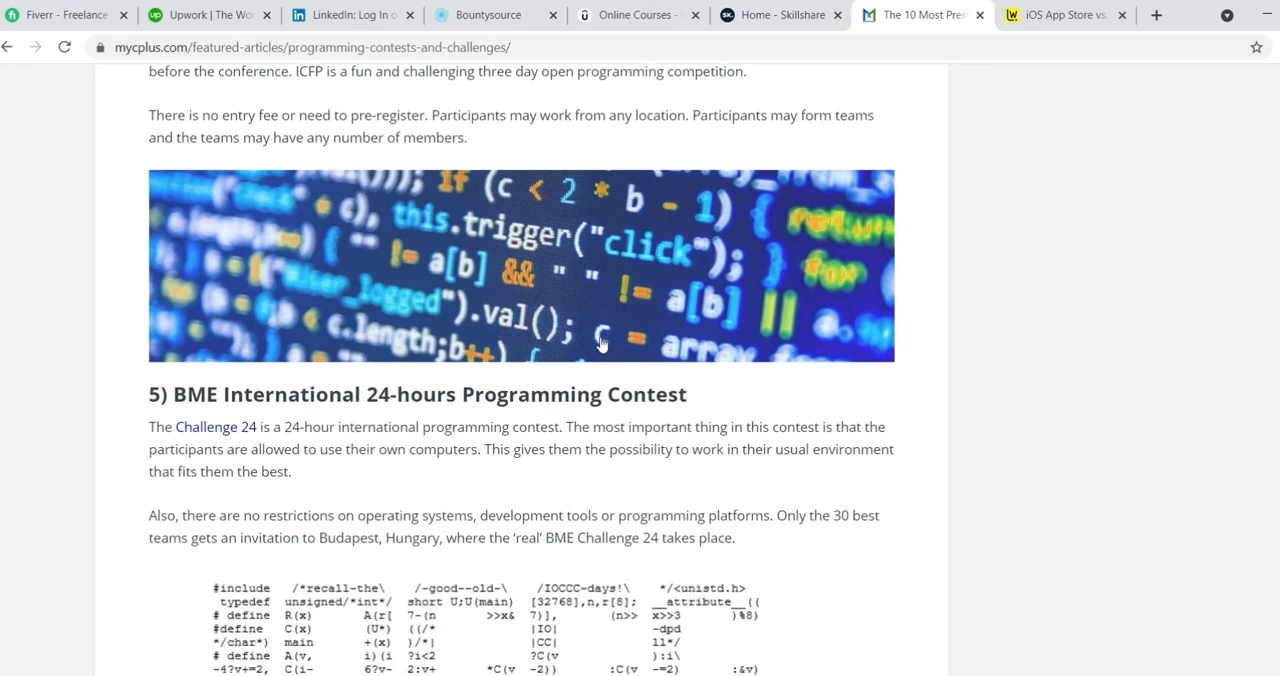 Fiverr - Freelance
Upwork | The Wo
LinkedIn: Log In o
Bountysource
Online Courses -
Home - Skillshare
The 10 Most Pres
iOS App Store vs.
mycplus.com/featured-articles/programming-contests-and-challenges/
before the conference. ICFP is a fun and challenging three day open programming competition.
There is no entry fee or need to pre-register. Participants may work from any location. Participants may form teams
and the teams may have any number of members.
if (c < 2 * b - 1) {
c), this.trigger("click"); } for
{ "" != a[b] && " " != a[b] ||
User_logged").val(); c = array
c.length;b++) {
5) BME International 24-hours Programming Contest
The Challenge 24 is a 24-hour international programming contest. The most important thing in this contest is that the
participants are allowed to use their own computers. This gives them the possibility to work in their usual environment
that fits them the best.
Also, there are no restrictions on operating systems, development tools or programming platforms. Only the 30 best
teams gets an invitation to Budapest, Hungary, where the ‘real’ BME Challenge 24 takes place.
#include /*recall-the\ /-good--old-\ /IOCCC-days!\ */<unistd.h>
typedef unsigned/*int*/ short U;U(main) [32768],n,r[8]; __attribute__((
# define R(x) A(r[ 7-(n >>x& 7)], (n>> x>>3 )%8)
#define C(x) (U*) ((/* |IO| -dpd
*/char*) main +(x) )/*| |CC| ll*/
# define A(v, i)(i ?i<2 ?C(v ):i\
-4?v+=2, C(i- 6?v- 2:v+ *C(v -2)) :C(v -=2) :&v)